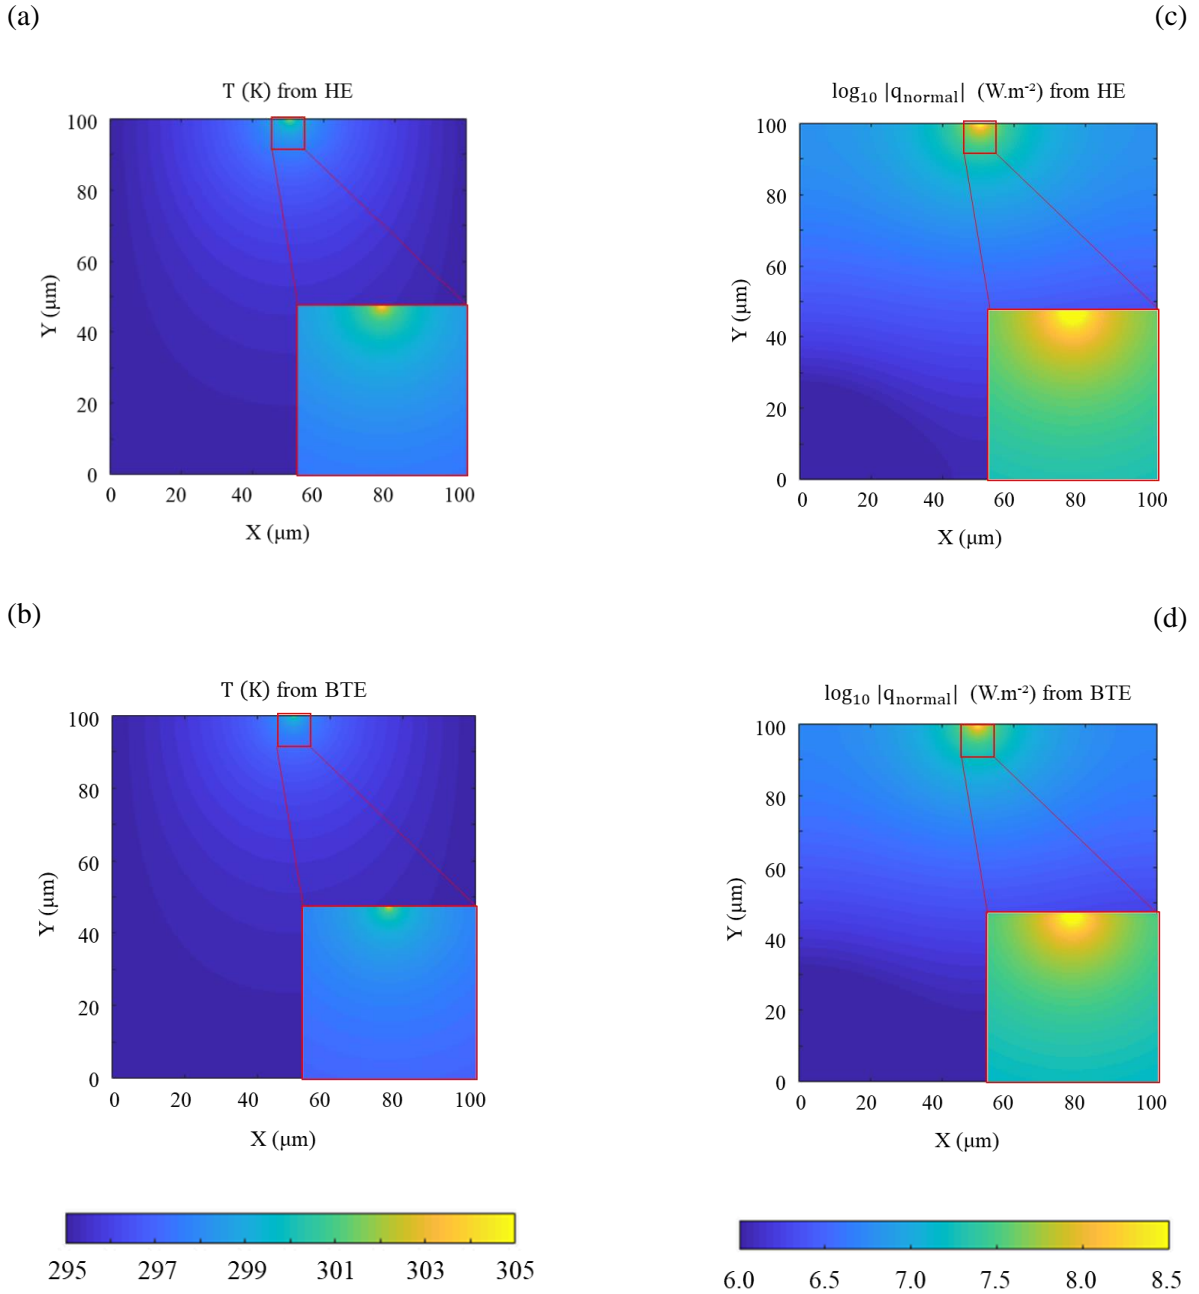 (a)
T (K) from HE
100
80
60
40
20
0
Y (μm)
0 20 40 60 80 100
X (μm)
(c)
log₁₀ |qnormal| (W.m⁻²) from HE
100
80
60
40
20
0
Y (μm)
0 20 40 60 80 100
X (μm)
(b)
T (K) from BTE
100
80
60
40
20
0
Y (μm)
0 20 40 60 80 100
X (μm)
295 297 299 301 303 305
(d)
log₁₀ |qnormal| (W.m⁻²) from BTE
100
80
60
40
20
0
Y (μm)
0 20 40 60 80 100
X (μm)
6.0 6.5 7.0 7.5 8.0 8.5